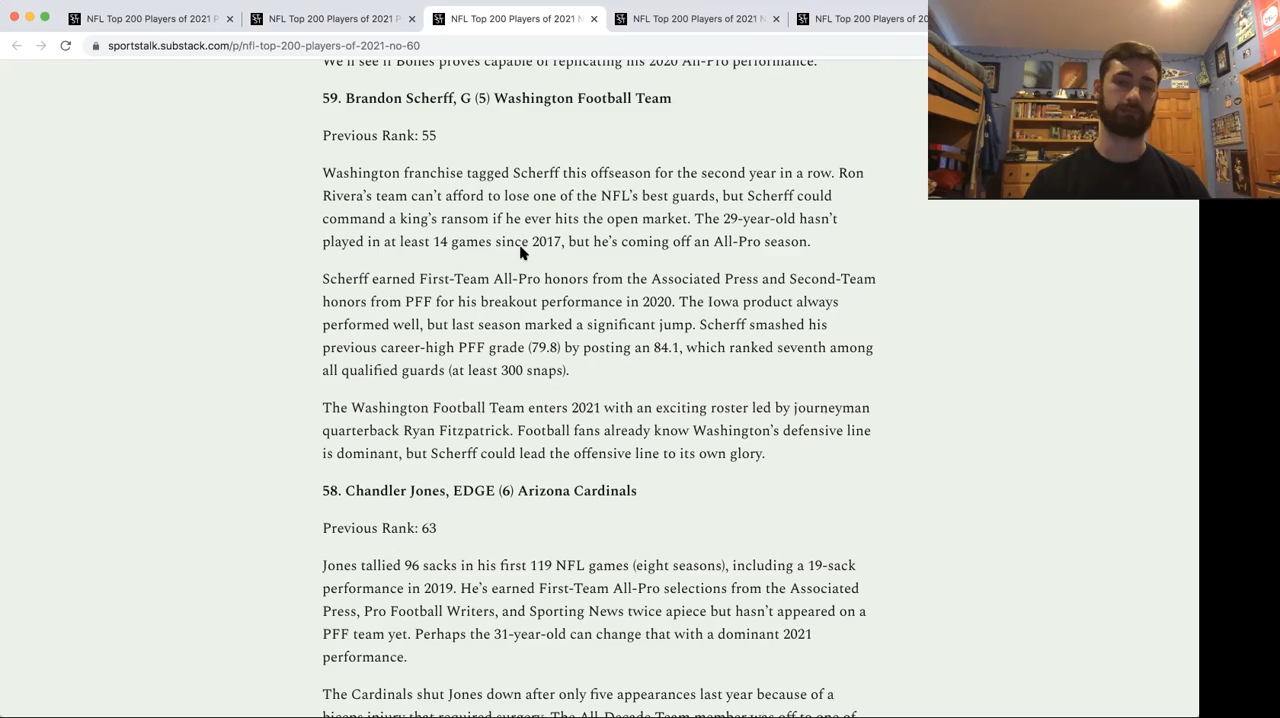 NFL Top 200 Players of 2021 P
NFL Top 200 Players of 2021 P
NFL Top 200 Players of 2021 N
NFL Top 200 Players of 2021 N
NFL Top 200 Players of 20
sportstalk.substack.com/p/nfl-top-200-players-of-2021-no-60
We'll see if Bolles proves capable of replicating his 2020 All-Pro performance.
59. Brandon Scherff, G (5) Washington Football Team
Previous Rank: 55
Washington franchise tagged Scherff this offseason for the second year in a row. Ron
Rivera's team can't afford to lose one of the NFL's best guards, but Scherff could
command a king's ransom if he ever hits the open market. The 29-year-old hasn't
played in at least 14 games since 2017, but he's coming off an All-Pro season.
Scherff earned First-Team All-Pro honors from the Associated Press and Second-Team
honors from PFF for his breakout performance in 2020. The Iowa product always
performed well, but last season marked a significant jump. Scherff smashed his
previous career-high PFF grade (79.8) by posting an 84.1, which ranked seventh among
all qualified guards (at least 300 snaps).
The Washington Football Team enters 2021 with an exciting roster led by journeyman
quarterback Ryan Fitzpatrick. Football fans already know Washington's defensive line
is dominant, but Scherff could lead the offensive line to its own glory.
58. Chandler Jones, EDGE (6) Arizona Cardinals
Previous Rank: 63
Jones tallied 96 sacks in his first 119 NFL games (eight seasons), including a 19-sack
performance in 2019. He's earned First-Team All-Pro selections from the Associated
Press, Pro Football Writers, and Sporting News twice apiece but hasn't appeared on a
PFF team yet. Perhaps the 31-year-old can change that with a dominant 2021
performance.
The Cardinals shut Jones down after only five appearances last year because of a
biceps injury that required surgery. The All-Decade Team member was off to one of